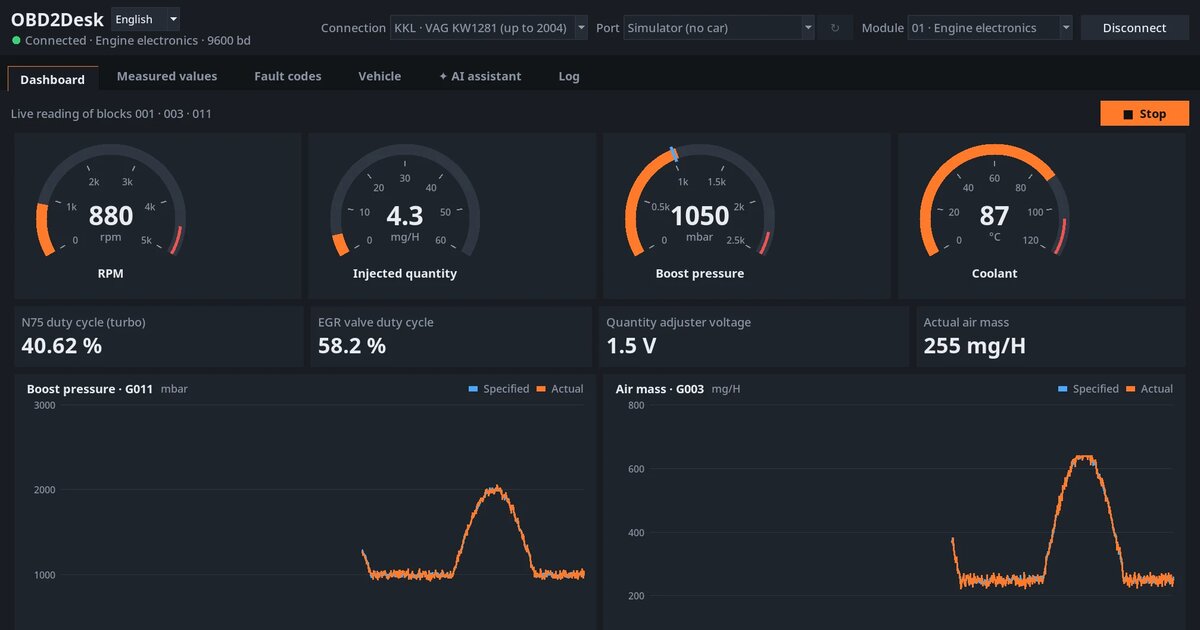 OBD2Desk English
Connected · Engine electronics · 9600 bd
Connection KKL · VAG KW1281 (up to 2004) Port Simulator (no car) ↻ Module 01 · Engine electronics Disconnect
Dashboard Measured values Fault codes Vehicle ✦ AI assistant Log
Live reading of blocks 001 · 003 · 011
■ Stop
0 1k 2k 3k 4k 5k
880
rpm
RPM
0 10 20 30 40 50 60
4.3
mg/H
Injected quantity
0 0.5k 1k 1.5k 2k 2.5k
1050
mbar
Boost pressure
0 20 40 60 80 100 120
87
°C
Coolant
N75 duty cycle (turbo)
40.62 %
EGR valve duty cycle
58.2 %
Quantity adjuster voltage
1.5 V
Actual air mass
255 mg/H
Boost pressure · G011 mbar Specified Actual
3000
2000
1000
Air mass · G003 mg/H Specified Actual
800
600
400
200